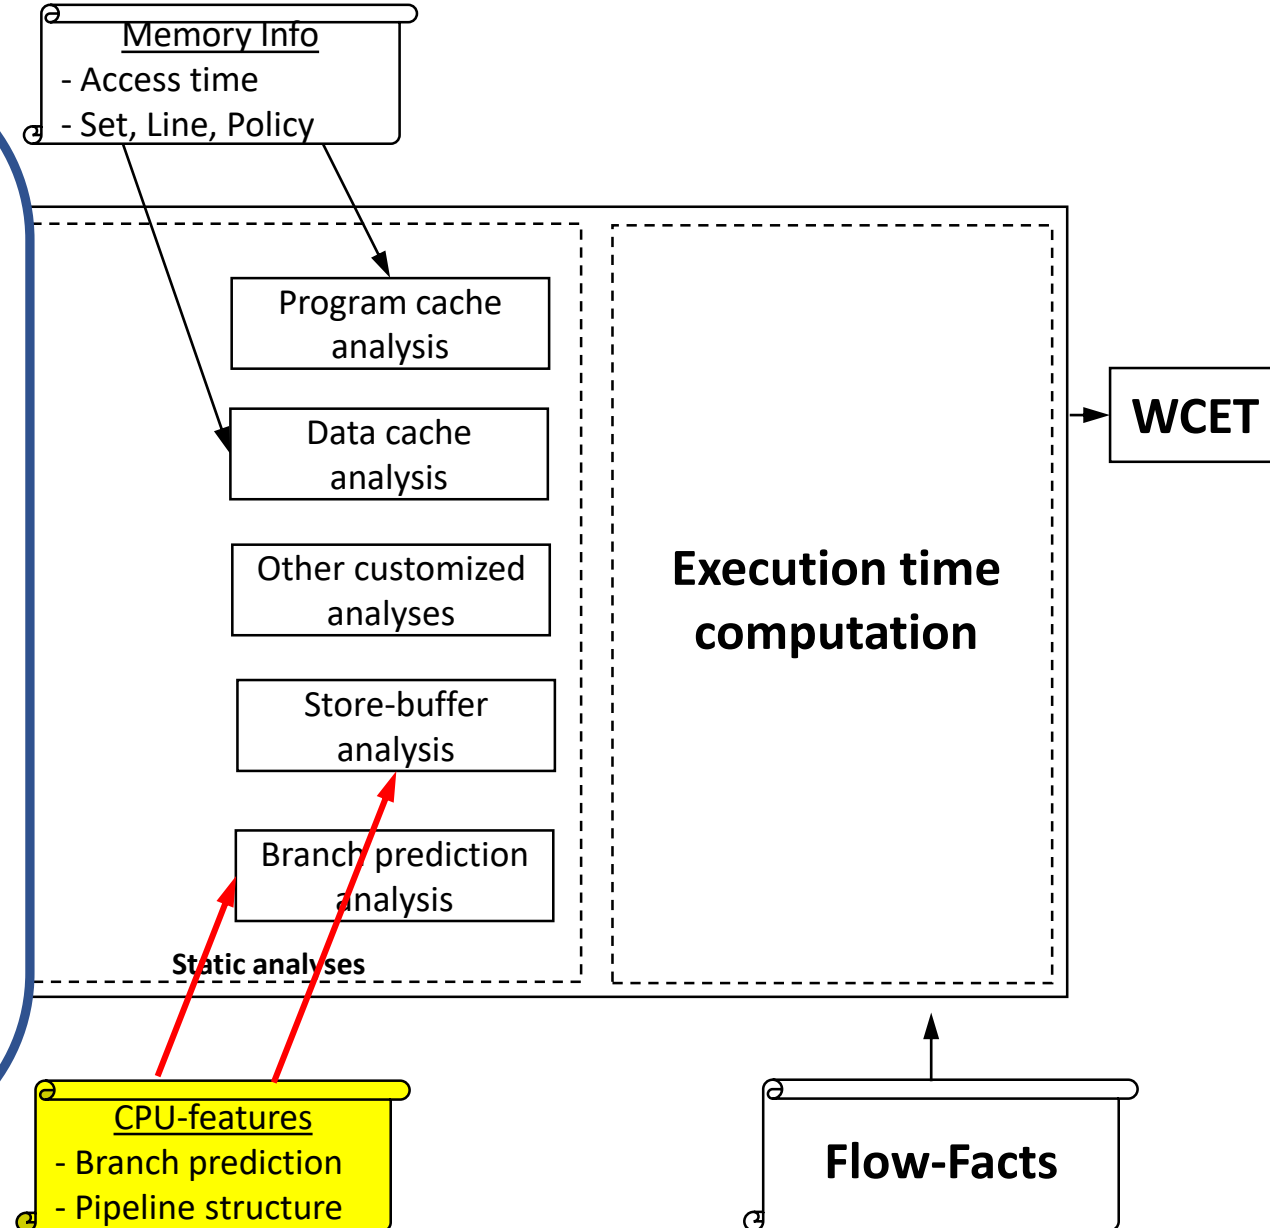 Memory Info
- Access time
- Set, Line, Policy
Program cache
analysis
Data cache
analysis
Other customized
analyses
Store-buffer
analysis
Branch prediction
analysis
Static analyses
Execution time
computation
WCET
CPU-features
- Branch prediction
- Pipeline structure
Flow-Facts